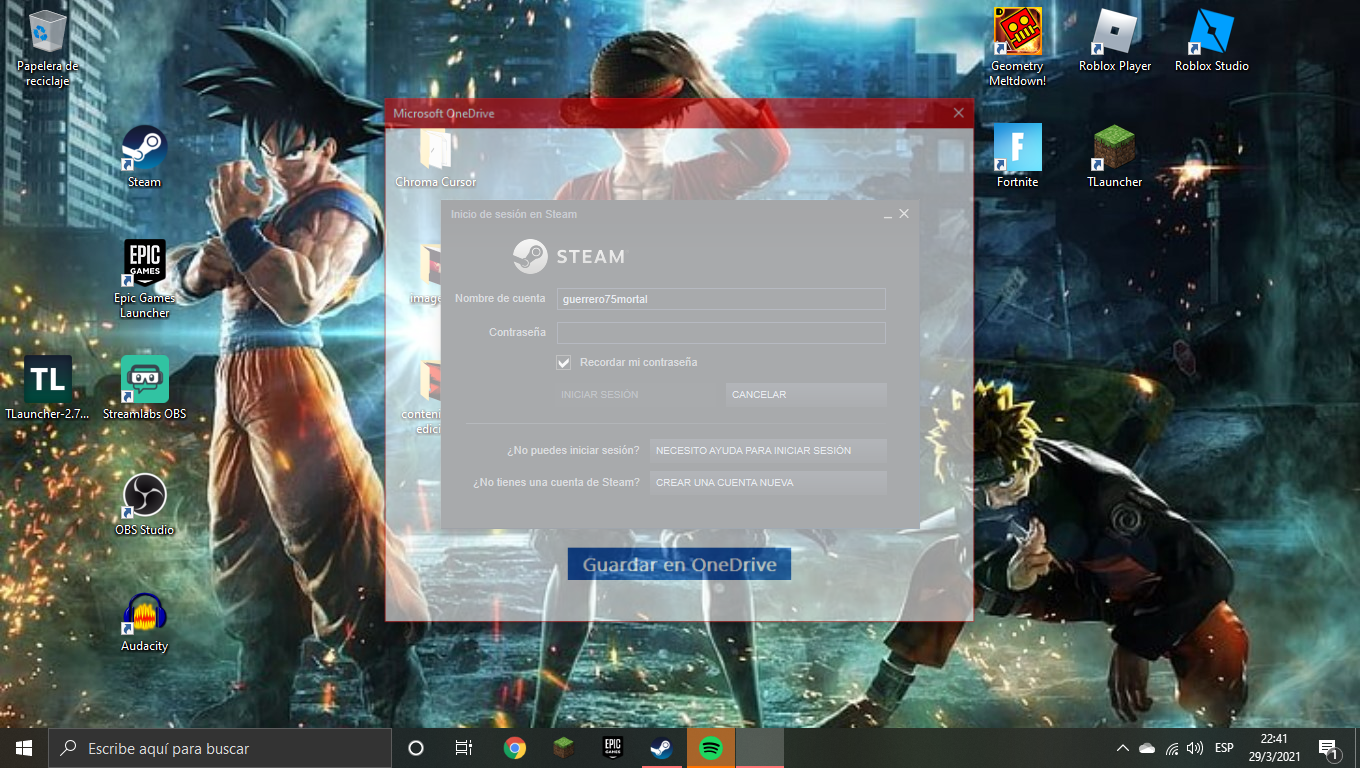 Papelera de
reciclaje
Steam
EPIC
GAMES
Epic Games
Launcher
TL
TLauncher-2.7...
Streamlabs OBS
OBS Studio
Audacity
Microsoft OneDrive
Chroma Cursor
Inicio de sesión en Steam
STEAM
Nombre de cuenta
guerrero75mortal
Contraseña
Recordar mi contraseña
INICIAR SESIÓN
CANCELAR
¿No puedes iniciar sesión?
NECESITO AYUDA PARA INICIAR SESIÓN
¿No tienes una cuenta de Steam?
CREAR UNA CUENTA NUEVA
Guardar en OneDrive
Geometry
Meltdown!
Roblox Player
Roblox Studio
Fortnite
TLauncher
Escribe aquí para buscar
EPIC
GAMES
ESP
22:41
29/3/2021
1